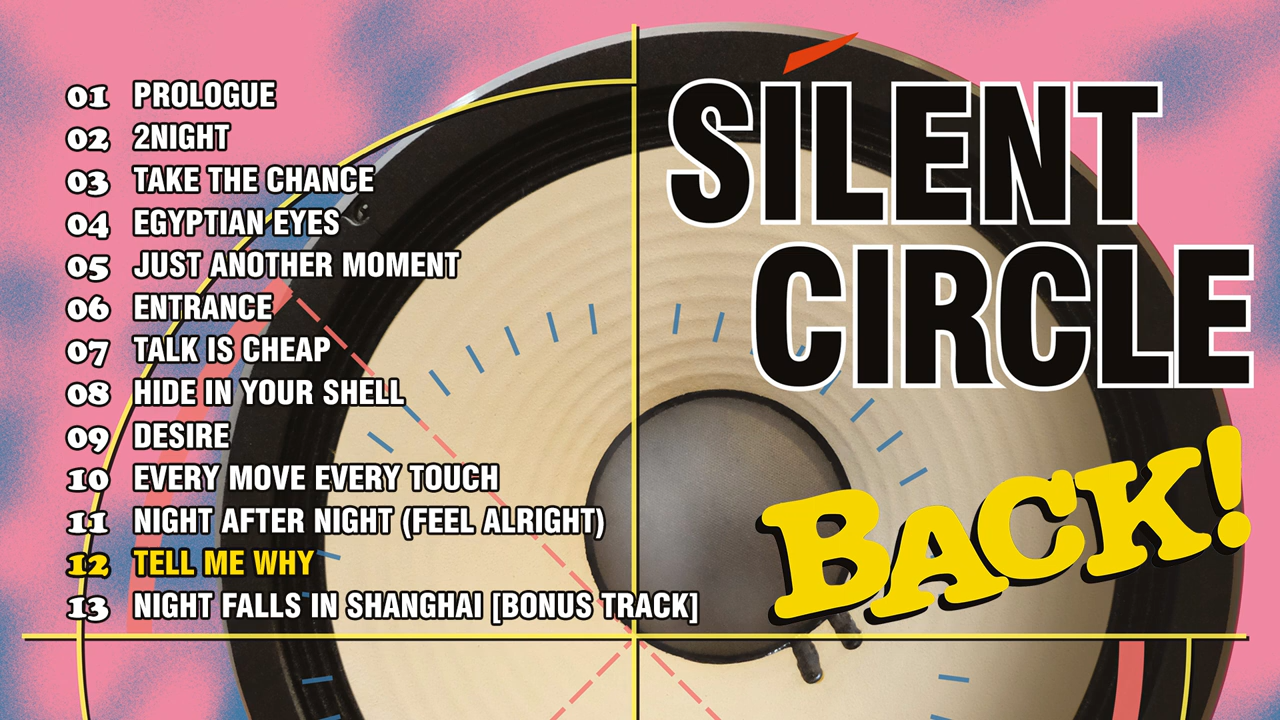 01 PROLOGUE
02 2NIGHT
03 TAKE THE CHANCE
04 EGYPTIAN EYES
05 JUST ANOTHER MOMENT
06 ENTRANCE
07 TALK IS CHEAP
08 HIDE IN YOUR SHELL
09 DESIRE
10 EVERY MOVE EVERY TOUCH
11 NIGHT AFTER NIGHT (FEEL ALRIGHT)
12 TELL ME WHY
13 NIGHT FALLS IN SHANGHAI [BONUS TRACK]
SILENT
CIRCLE
BACK!